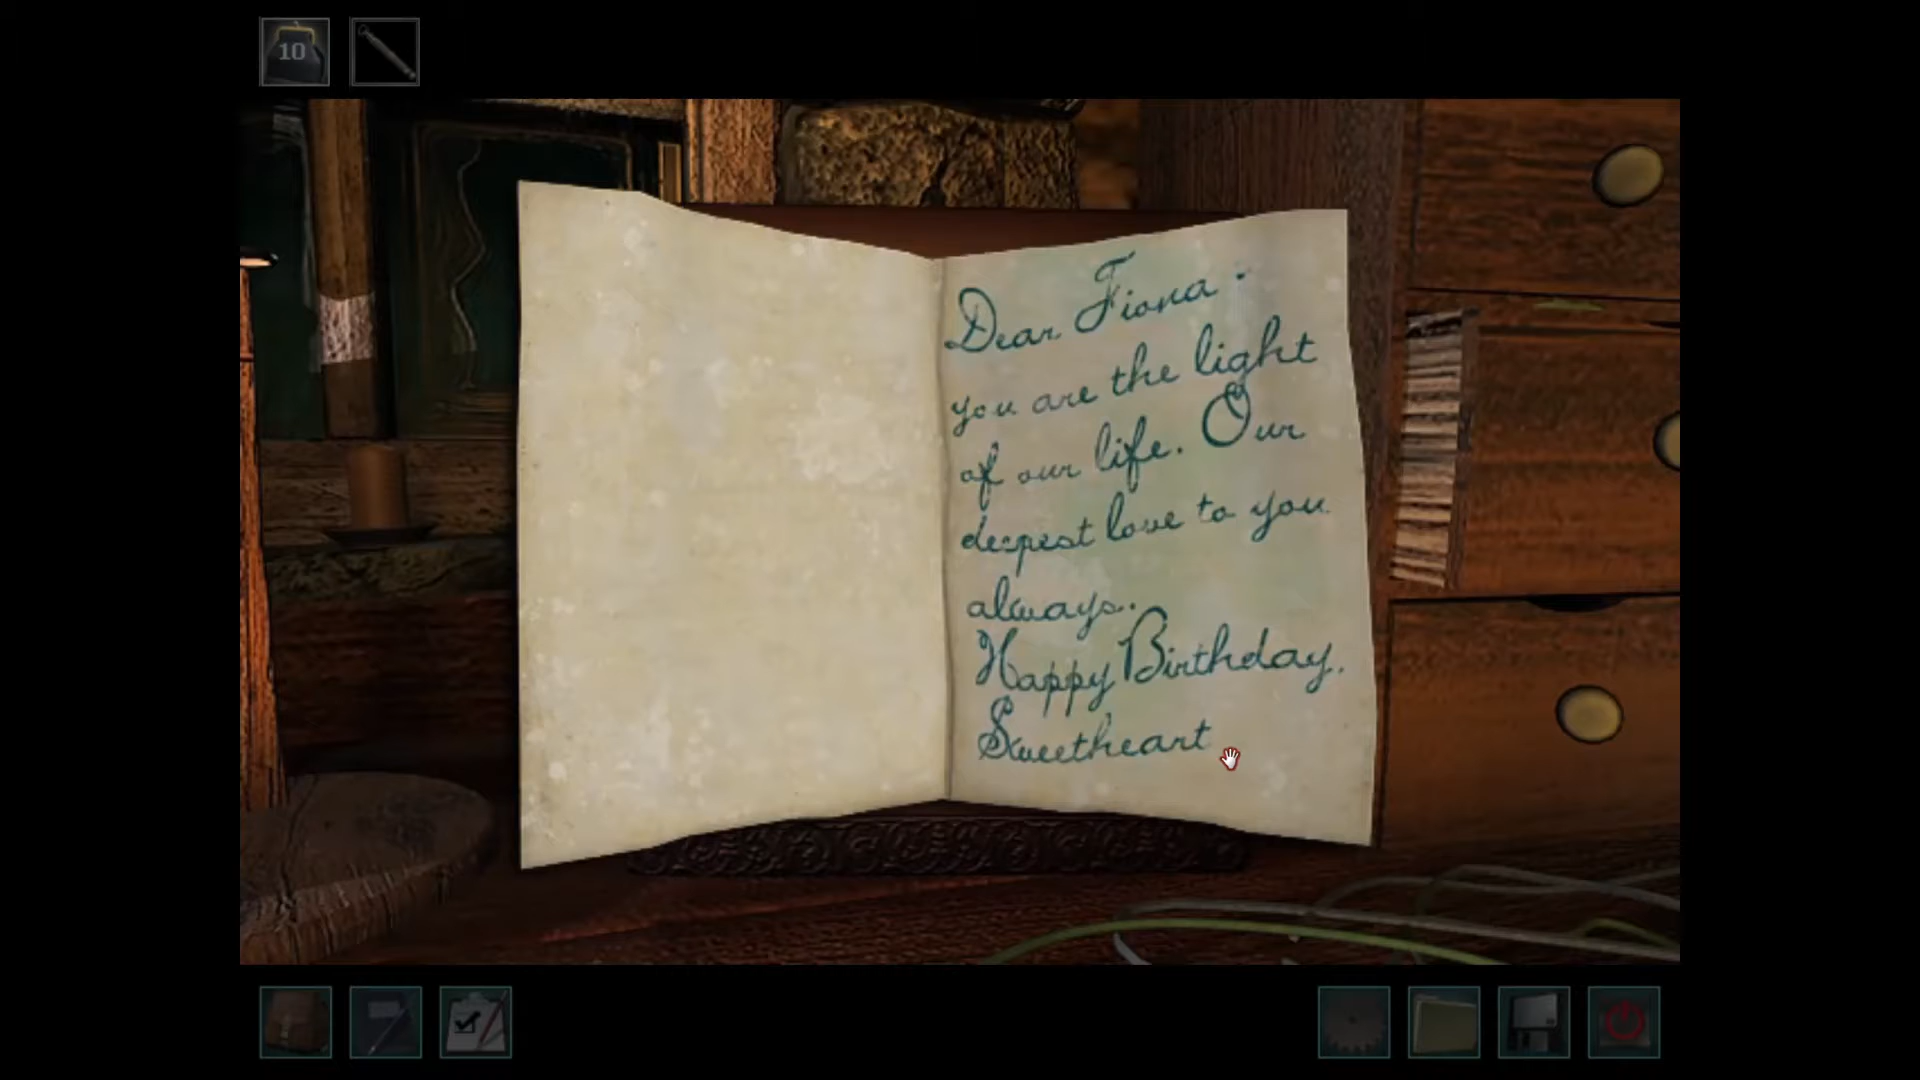 10
Dear Fiona -
you are the light
of our life. Our
deepest love to you
always.
Happy Birthday,
Sweetheart